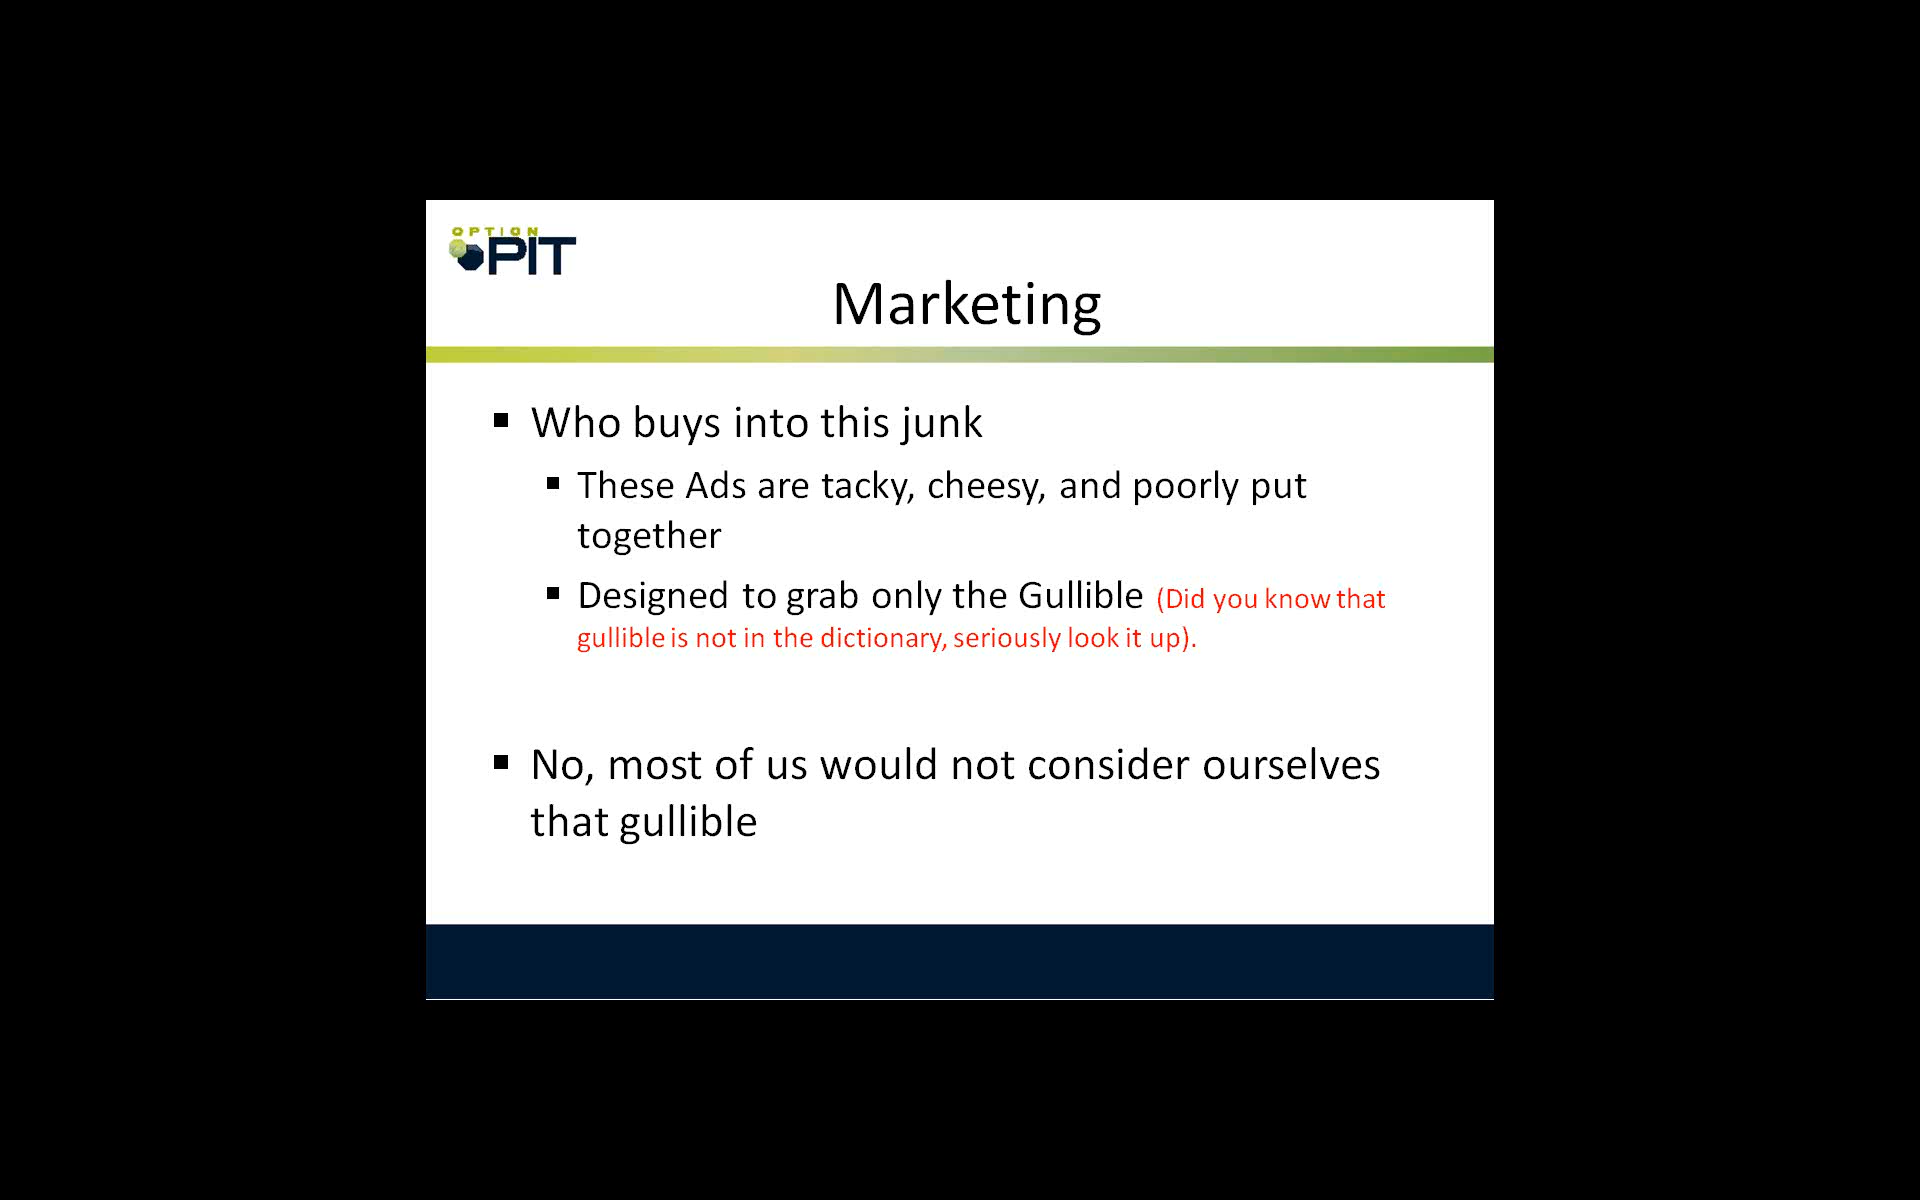 OPTION
PIT
Marketing
Who buys into this junk
These Ads are tacky, cheesy, and poorly put
together
Designed to grab only the Gullible (Did you know that
gullible is not in the dictionary, seriously look it up).
No, most of us would not consider ourselves
that gullible